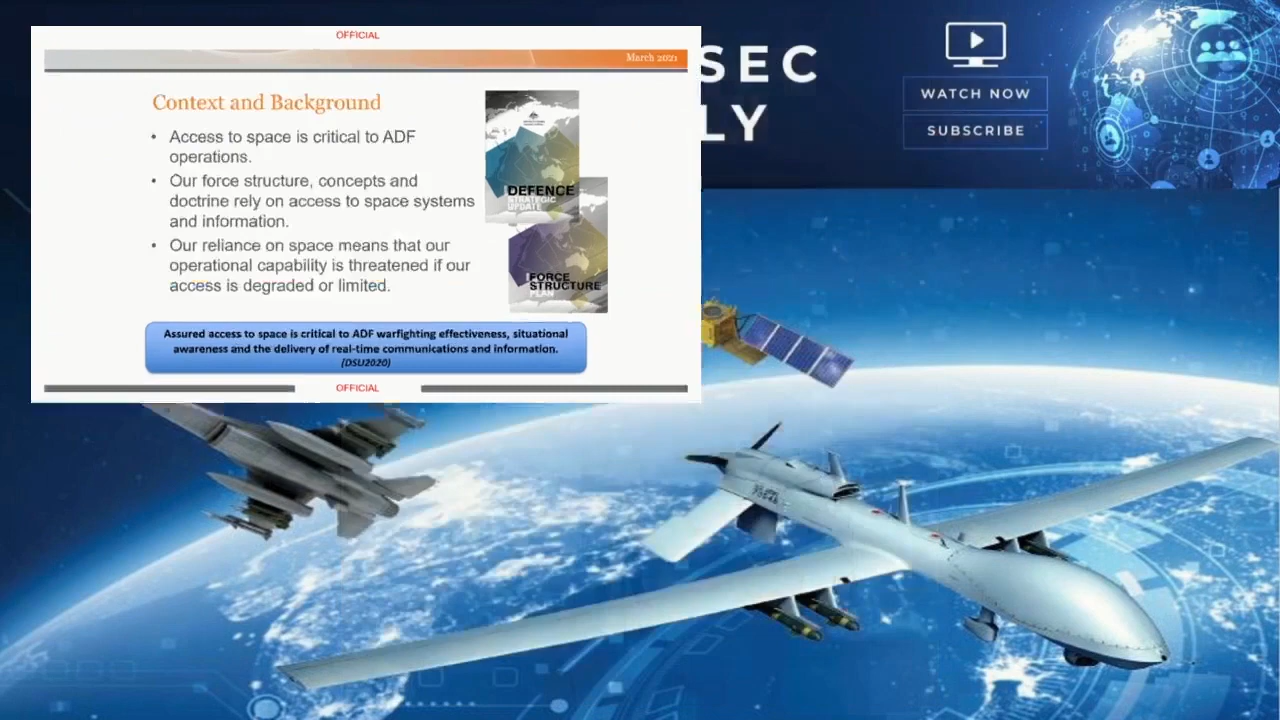 OFFICIAL
March 2021
Context and Background
• Access to space is critical to ADF
operations.
• Our force structure, concepts and
doctrine rely on access to space systems
and information.
• Our reliance on space means that our
operational capability is threatened if our
access is degraded or limited.
DEFENCE
STRATEGIC
UPDATE
FORCE
STRUCTURE
PLAN
Assured access to space is critical to ADF warfighting effectiveness, situational
awareness and the delivery of real-time communications and information.
(DSU2020)
OFFICIAL
SEC
LY
WATCH NOW
SUBSCRIBE